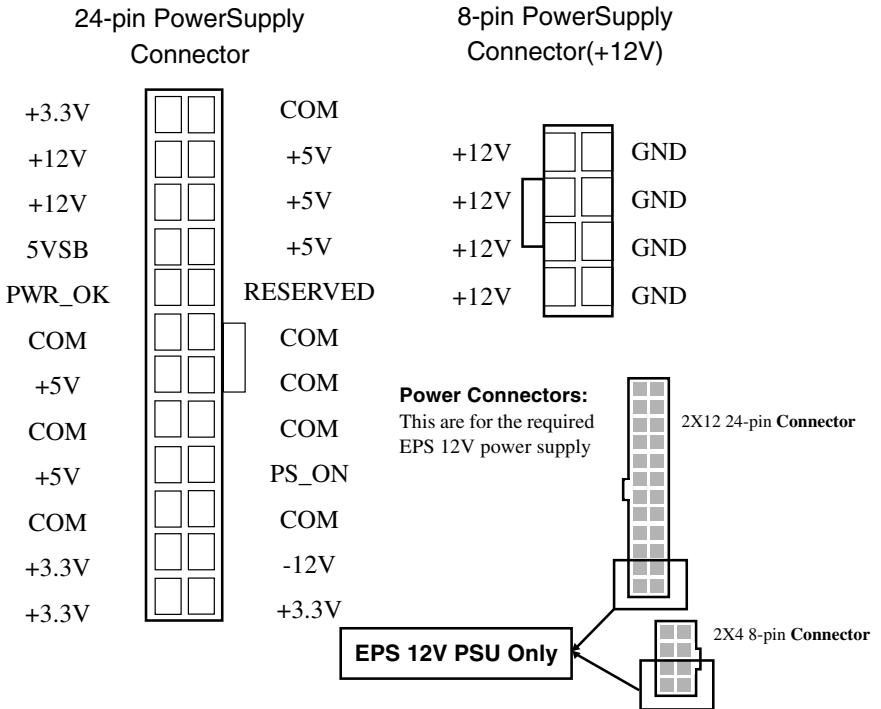 24-pin PowerSupply
Connector
+3.3V COM
+12V +5V
+12V +5V
5VSB +5V
PWR_OK RESERVED
COM COM
+5V COM
COM COM
+5V PS_ON
COM COM
+3.3V -12V
+3.3V +3.3V
8-pin PowerSupply
Connector(+12V)
+12V GND
+12V GND
+12V GND
+12V GND
Power Connectors:
This are for the required
EPS 12V power supply
2X12 24-pin Connector
EPS 12V PSU Only
2X4 8-pin Connector